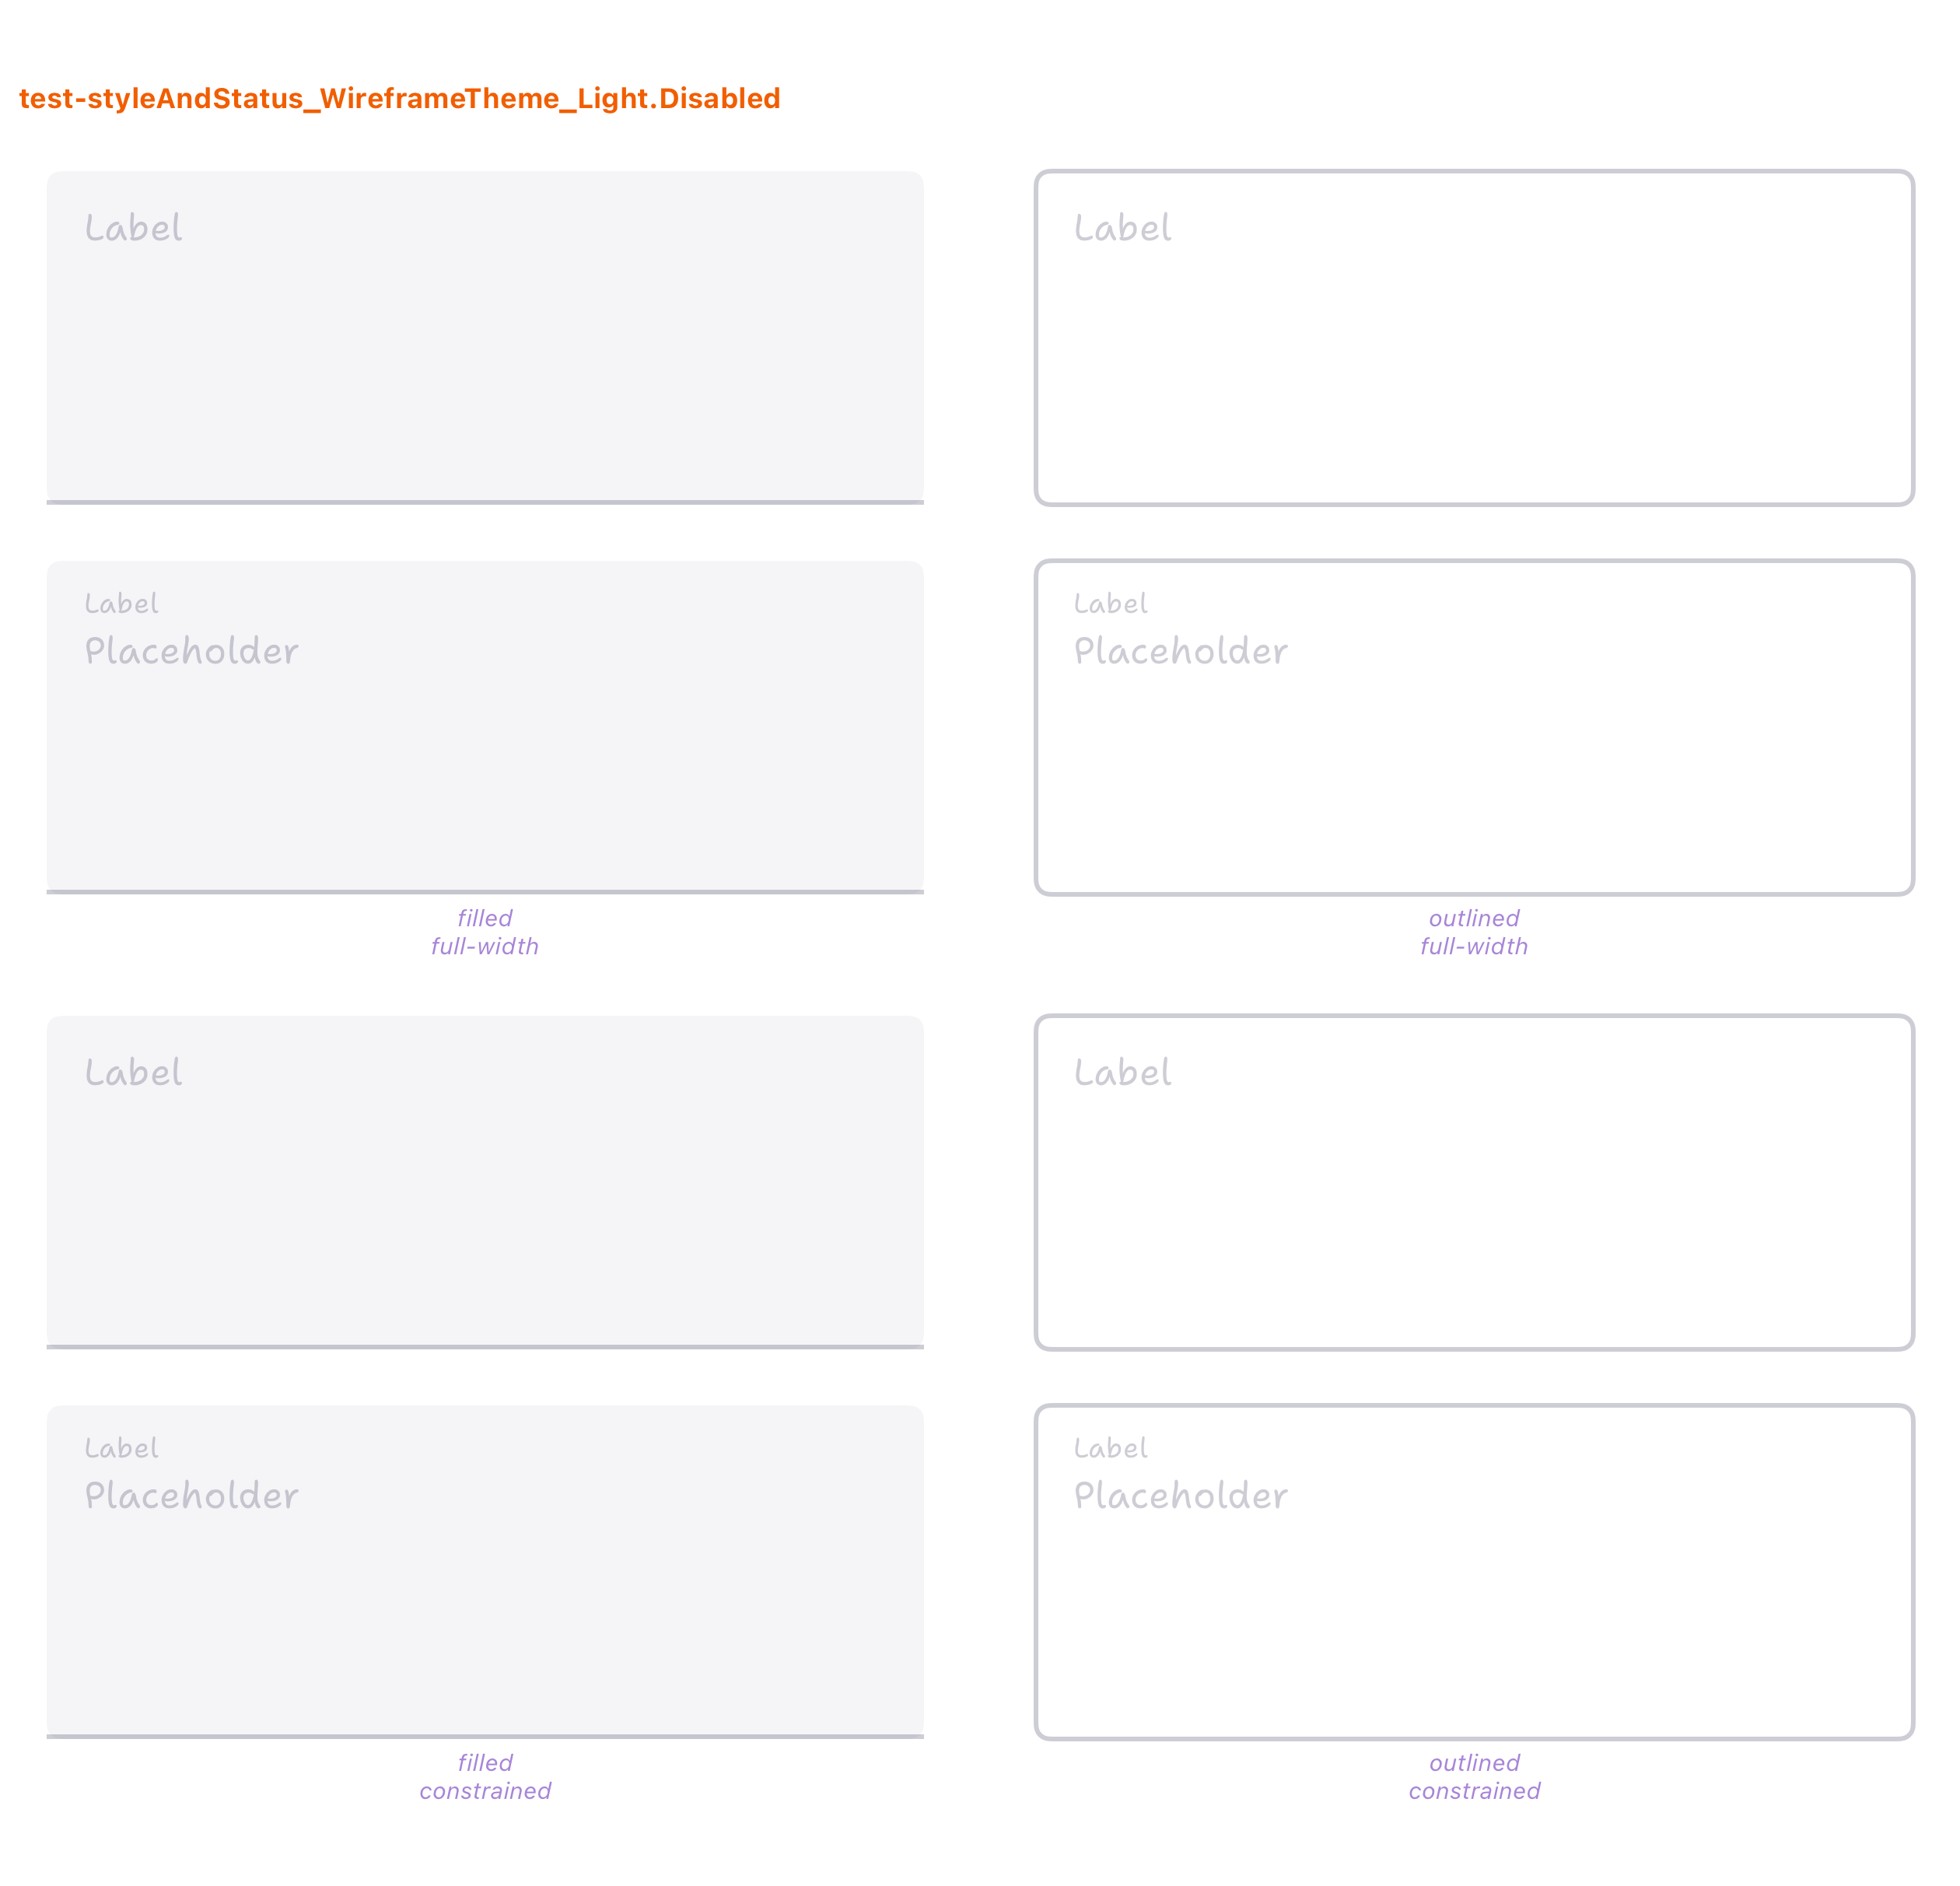 test-styleAndStatus_WireframeTheme_Light.Disabled
Label
Label
Label
Placeholder
Label
Placeholder
filled
full-width
outlined
full-width
Label
Label
Label
Placeholder
Label
Placeholder
filled
constrained
outlined
constrained